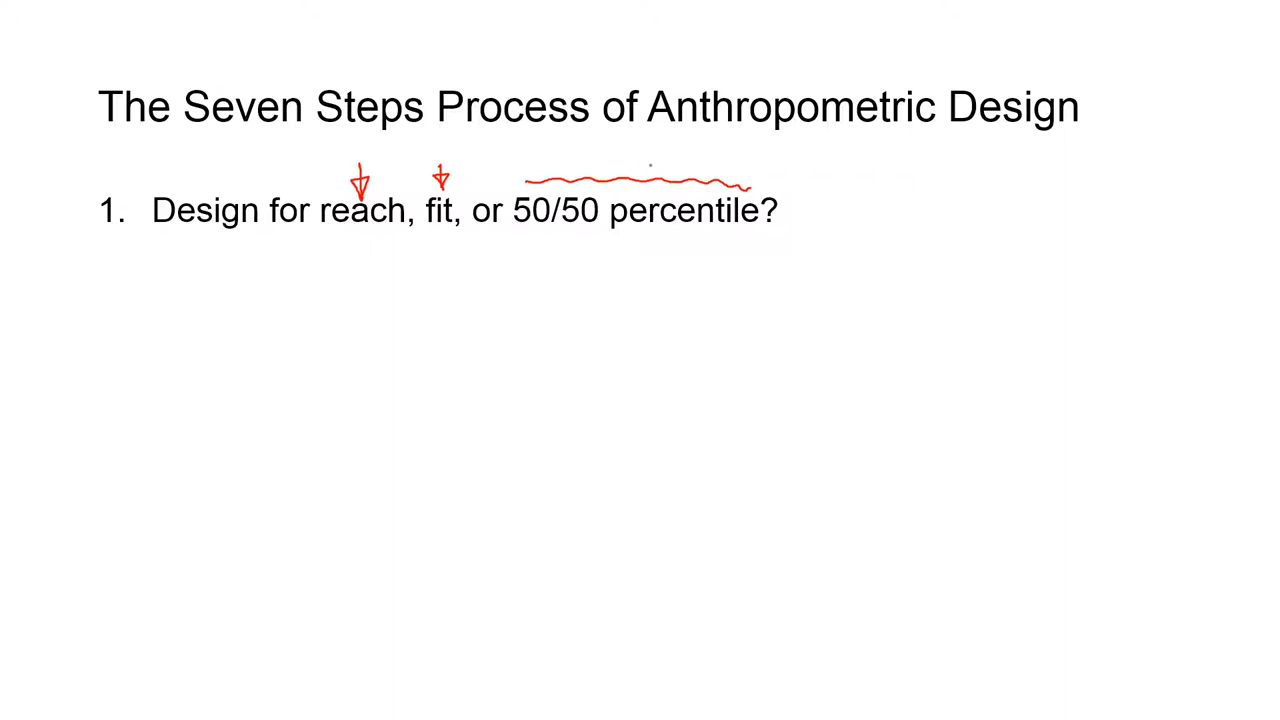 The Seven Steps Process of Anthropometric Design
1. Design for reach, fit, or 50/50 percentile?